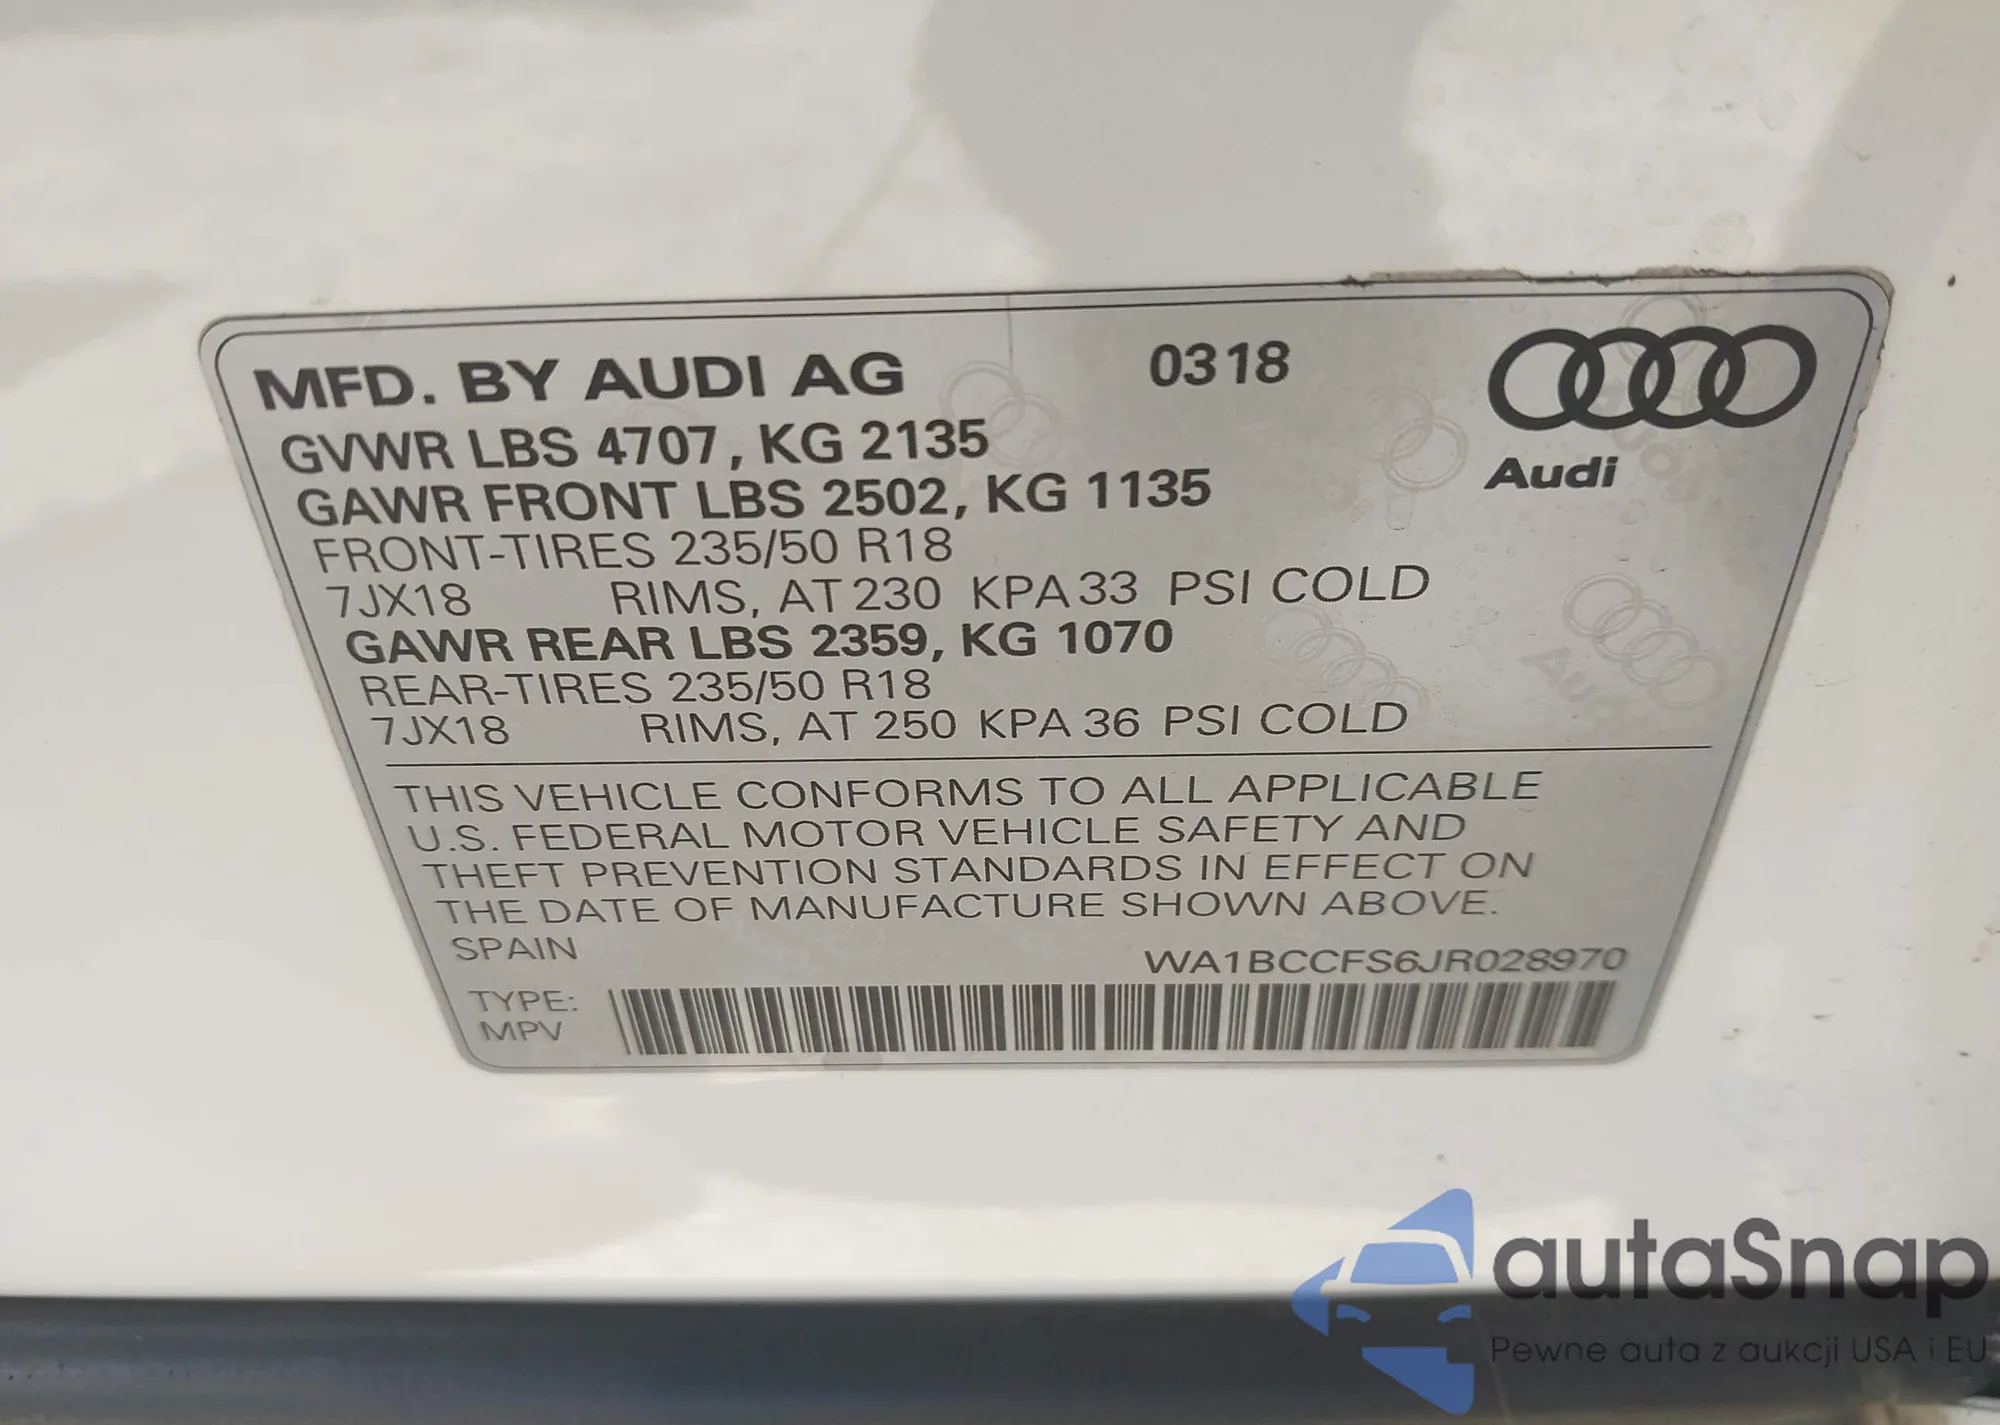 MFD. BY AUDI AG 0318
GVWR LBS 4707, KG 2135
Audi
GAWR FRONT LBS 2502, KG 1135
FRONT-TIRES 235/50 R18
7JX18 RIMS, AT 230 KPA 33 PSI COLD
GAWR REAR LBS 2359, KG 1070
REAR-TIRES 235/50 R18
7JX18 RIMS, AT 250 KPA 36 PSI COLD
THIS VEHICLE CONFORMS TO ALL APPLICABLE
U.S. FEDERAL MOTOR VEHICLE SAFETY AND
THEFT PREVENTION STANDARDS IN EFFECT ON
THE DATE OF MANUFACTURE SHOWN ABOVE.
SPAIN WA1BCCFS6JR028970
TYPE:
MPV
autaSnap
Pewne auta z aukcji USA i EU